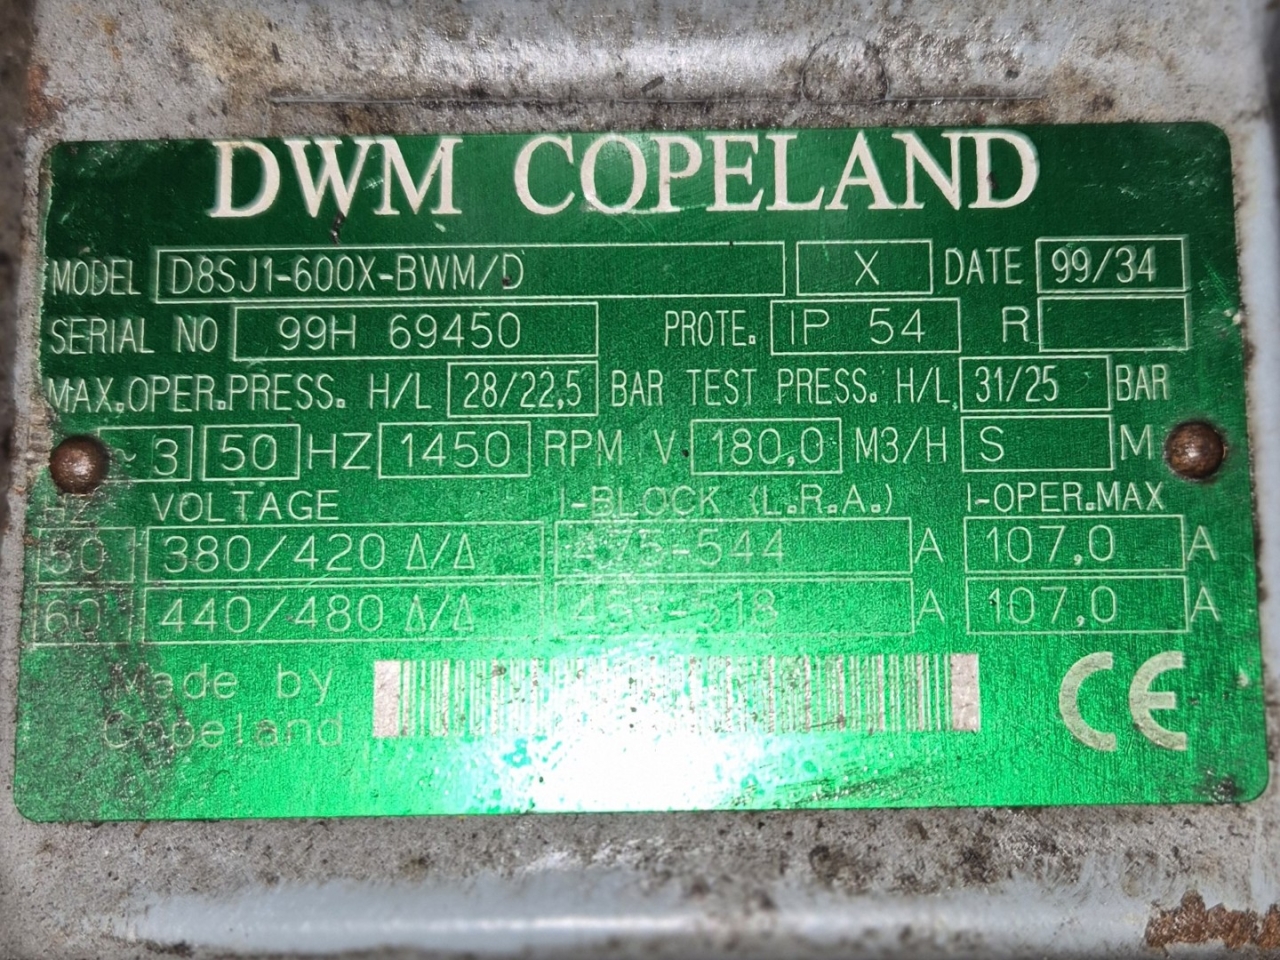 DWM COPELAND
MODEL D8SJ1-600X-BWM/D X DATE 99/34
SERIAL NO 99H 69450 PROTE. IP 54 R
MAX.OPER.PRESS. H/L 28/22,5 BAR TEST PRESS. H/L 31/25 BAR
~ 3 50 HZ 1450 RPM V. 180,0 M3/H S M
HZ VOLTAGE I-BLOCK (L.R.A.) I-OPER.MAX
50 380/420 Δ/Δ 475-544 A 107,0 A
60 440/480 Δ/Δ A 107,0 A
Made by
Copeland
CE